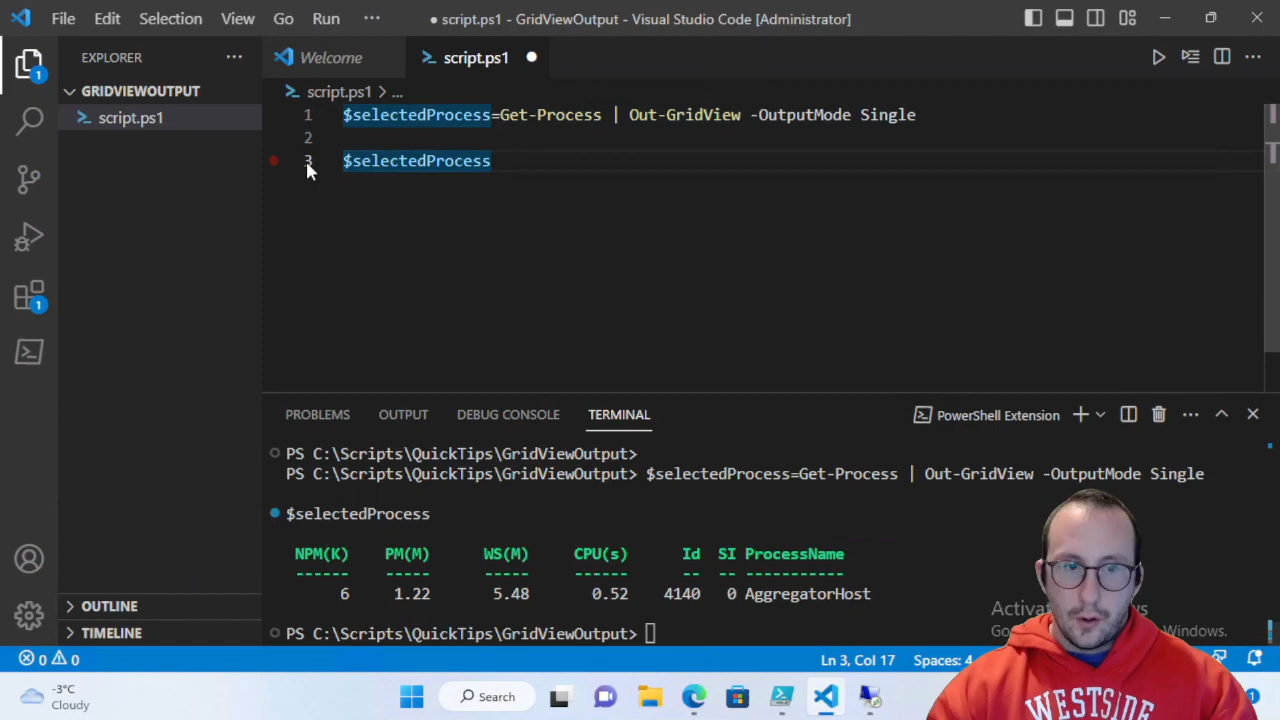 File Edit Selection View Go Run ··· ● script.ps1 - GridViewOutput - Visual Studio Code [Administrator]
EXPLORER ··· Welcome script.ps1 ● ···
GRIDVIEWOUTPUT
script.ps1
script.ps1 > ...
1 $selectedProcess=Get-Process | Out-GridView -OutputMode Single
2
3 $selectedProcess
1
1
PROBLEMS OUTPUT DEBUG CONSOLE TERMINAL PowerShell Extension ···
PS C:\Scripts\QuickTips\GridViewOutput>
PS C:\Scripts\QuickTips\GridViewOutput> $selectedProcess=Get-Process | Out-GridView -OutputMode Single
$selectedProcess
NPM(K) PM(M) WS(M) CPU(s) Id SI ProcessName
------ ----- ----- ------ -- -- -----------
6 1.22 5.48 0.52 4140 0 AggregatorHost
PS C:\Scripts\QuickTips\GridViewOutput>
OUTLINE
TIMELINE
Windows.
0 0 Ln 3, Col 17 Spaces: 4
-3°C
Cloudy
Search
WESTSIDE